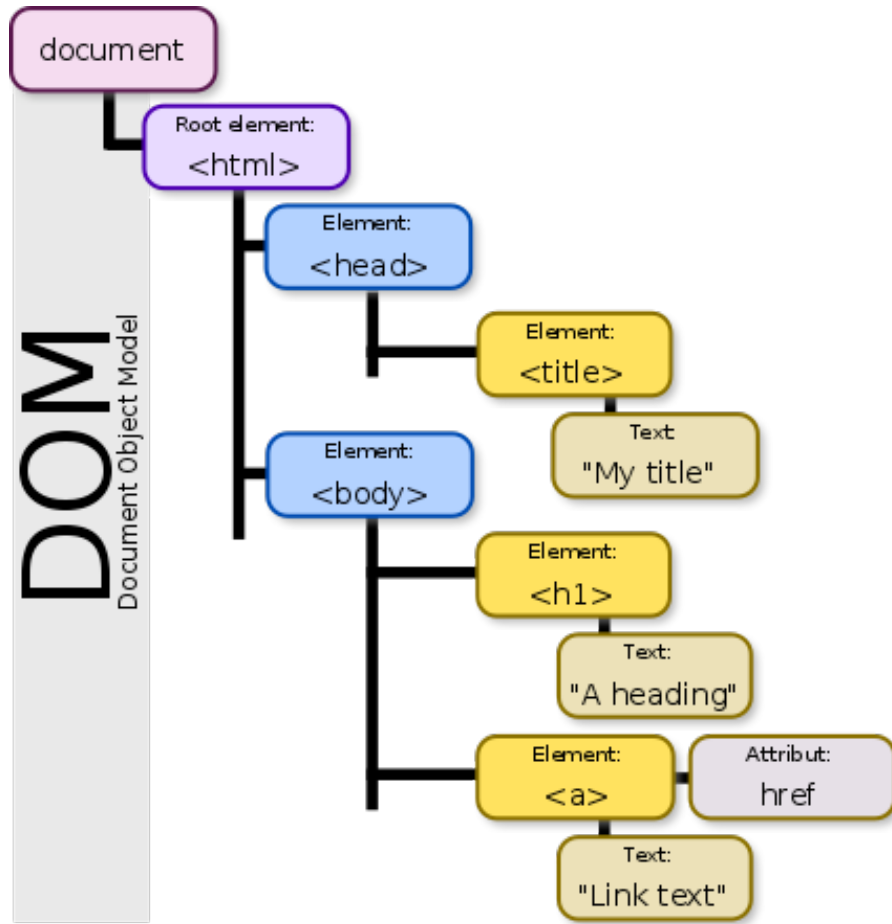 document
Root element:
<html>
Element:
<head>
Element:
<title>
Text
"My title"
Element:
<body>
Element:
<h1>
Text:
"A heading"
Element:
<a>
Attribut:
href
Text:
"Link text"
DOM
Document Object Model